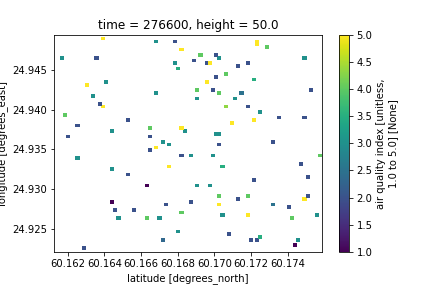 time = 276600, height = 50.0
24.945
24.940
24.935
24.930
24.925
longitude [degrees_east]
60.162 60.164 60.166 60.168 60.170 60.172 60.174
latitude [degrees_north]
5.0
4.5
4.0
3.5
3.0
2.5
2.0
1.5
1.0
air quality index [unitless,
1.0 to 5.0] [None]